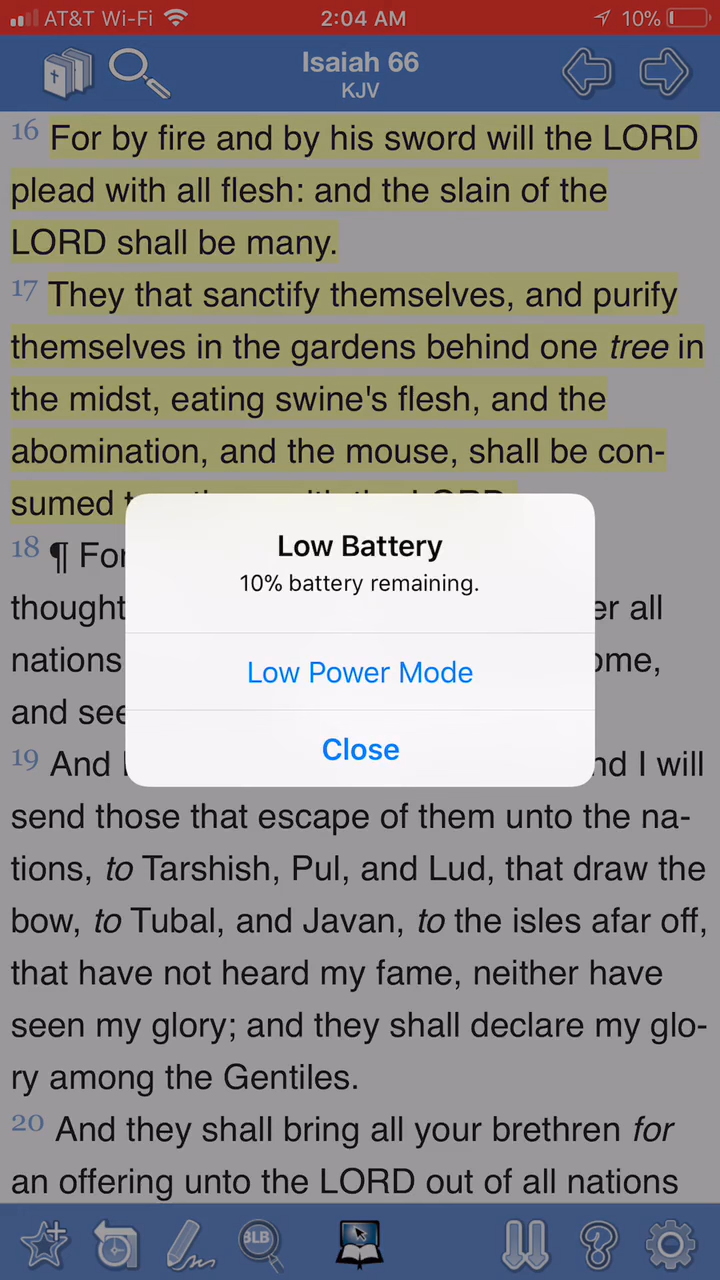 AT&T Wi-Fi 2:04 AM 10%
Isaiah 66
KJV
16 For by fire and by his sword will the LORD
plead with all flesh: and the slain of the
LORD shall be many.
17 They that sanctify themselves, and purify
themselves in the gardens behind one tree in
the midst, eating swine's flesh, and the
abomination, and the mouse, shall be con-
sumed
Low Battery
10% battery remaining.
Low Power Mode
Close
18 ¶ For
thought all
nations
and see
19 And nd I will
send those that escape of them unto the na-
tions, to Tarshish, Pul, and Lud, that draw the
bow, to Tubal, and Javan, to the isles afar off,
that have not heard my fame, neither have
seen my glory; and they shall declare my glo-
ry among the Gentiles.
20 And they shall bring all your brethren for
an offering unto the LORD out of all nations
BLB